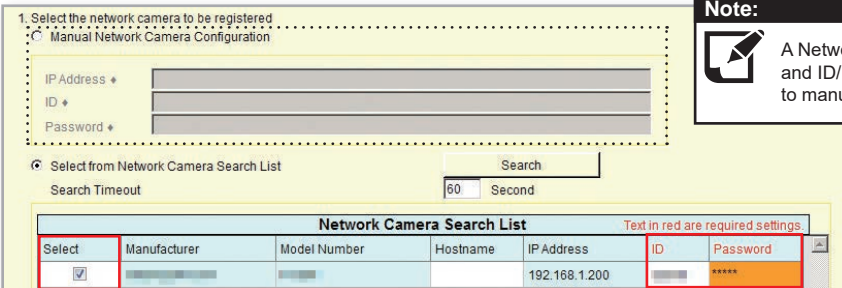 1. Select the network camera to be registered
Manual Network Camera Configuration
IP Address ♦
ID ♦
Password ♦
Note:
A Netwo
and ID/
to manu
Select from Network Camera Search List
Search
Search Timeout
60 Second
Network Camera Search List
Text in red are required settings.
Select Manufacturer Model Number Hostname IP Address ID Password
192.168.1.200 *****